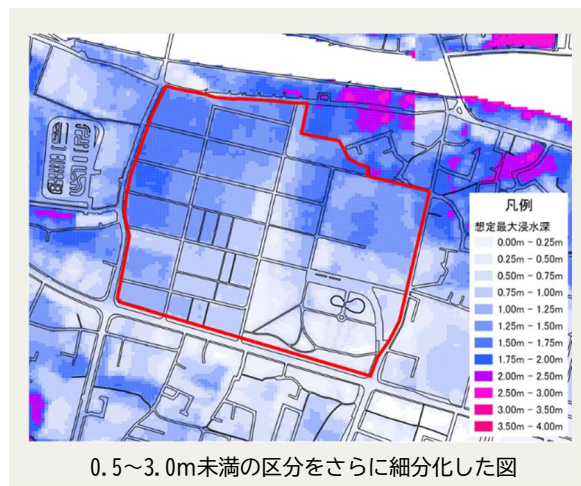 凡例
想定最大浸水深
0.00m - 0.25m
0.25m - 0.50m
0.50m - 0.75m
0.75m - 1.00m
1.00m - 1.25m
1.25m - 1.50m
1.50m - 1.75m
1.75m - 2.00m
2.00m - 2.50m
2.50m - 3.00m
3.00m - 3.50m
3.50m - 4.00m
0.5～3.0m未満の区分をさらに細分化した図